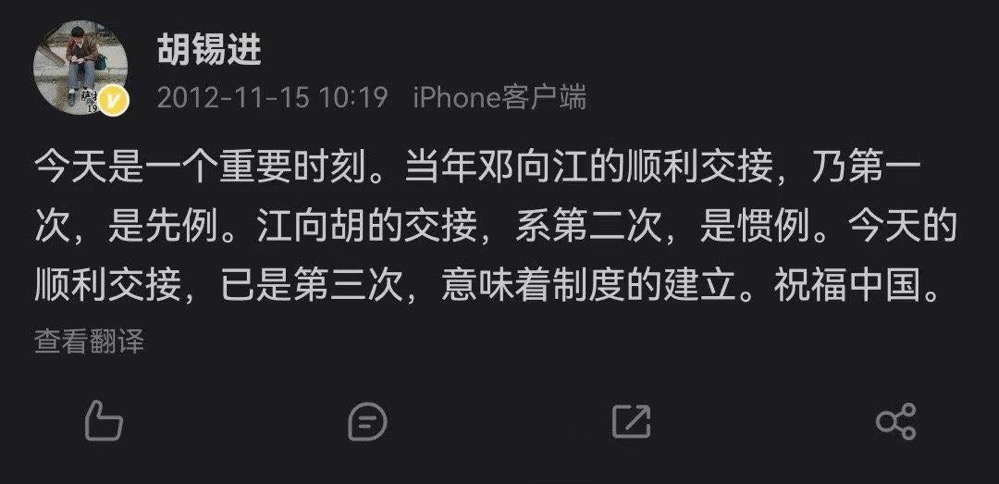 胡锡进
2012-11-15 10:19 iPhone客户端
今天是一个重要时刻。当年邓向江的顺利交接，乃第一
次，是先例。江向胡的交接，系第二次，是惯例。今天的
顺利交接，已是第三次，意味着制度的建立。祝福中国。
查看翻译